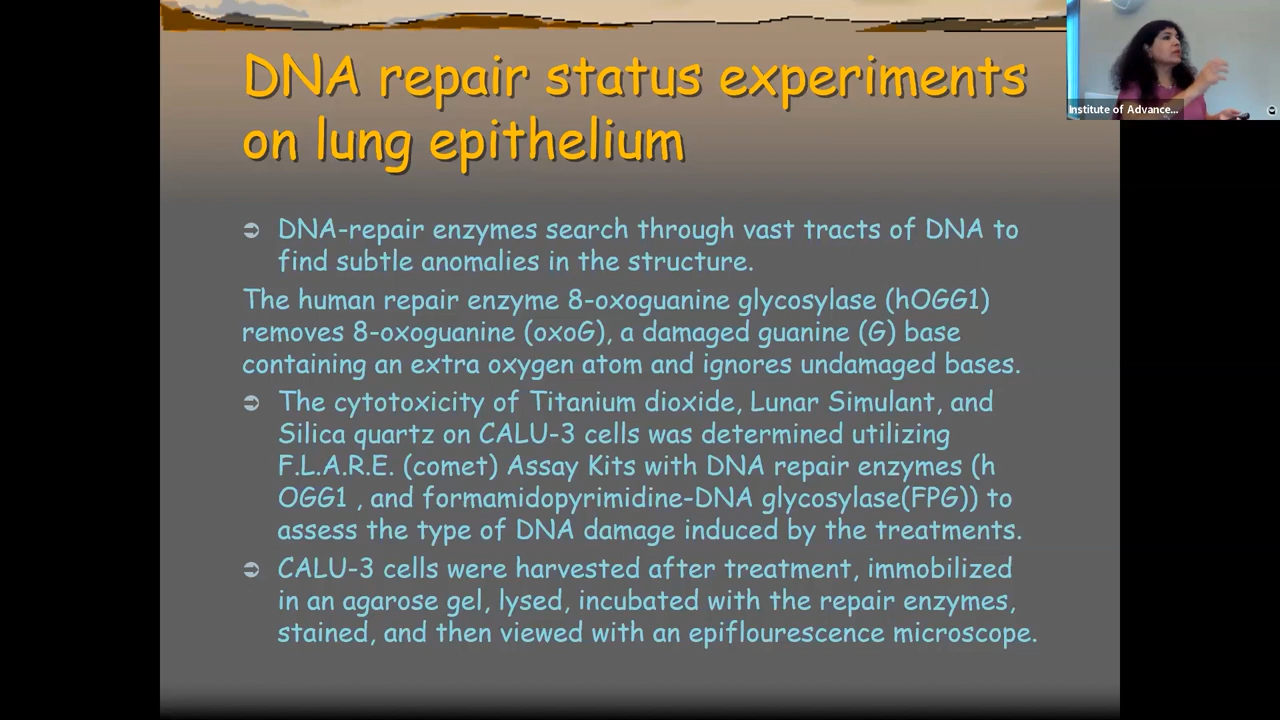 DNA repair status experiments
on lung epithelium
Institute of Advance...
DNA-repair enzymes search through vast tracts of DNA to
find subtle anomalies in the structure.
The human repair enzyme 8-oxoguanine glycosylase (hOGG1)
removes 8-oxoguanine (oxoG), a damaged guanine (G) base
containing an extra oxygen atom and ignores undamaged bases.
The cytotoxicity of Titanium dioxide, Lunar Simulant, and
Silica quartz on CALU-3 cells was determined utilizing
F.L.A.R.E. (comet) Assay Kits with DNA repair enzymes (h
OGG1 , and formamidopyrimidine-DNA glycosylase(FPG)) to
assess the type of DNA damage induced by the treatments.
CALU-3 cells were harvested after treatment, immobilized
in an agarose gel, lysed, incubated with the repair enzymes,
stained, and then viewed with an epiflourescence microscope.